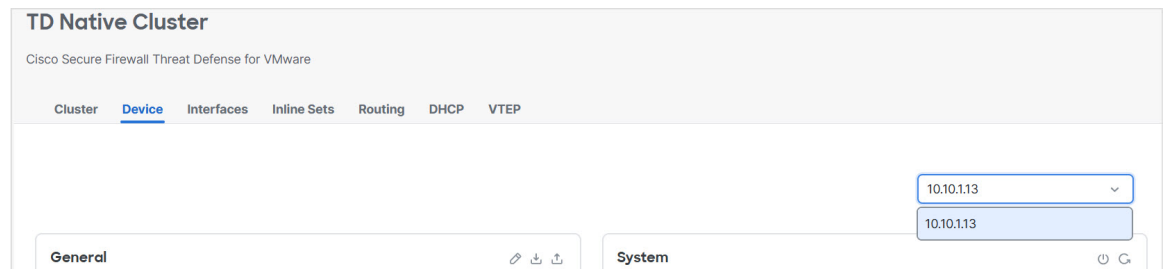 TD Native Cluster
Cisco Secure Firewall Threat Defense for VMware
Cluster Device Interfaces Inline Sets Routing DHCP VTEP
10.10.1.13
10.10.1.13
General System